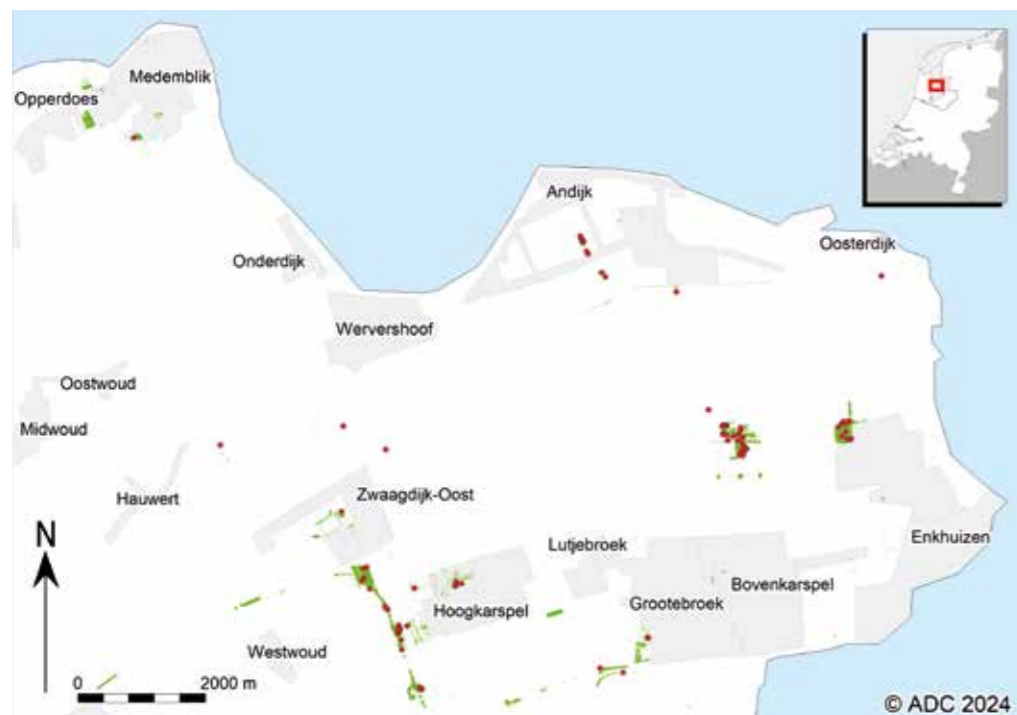 Medemblik
Opperdoes
Andijk
Oosterdijk
Onderdijk
Wervershoof
Oostwoud
Midwoud
Hauwert
Zwaagdijk-Oost
Enkhuizen
N
Lutjebroek
Bovenkarspel
Hoogkarspel
Grootebroek
Westwoud
0 2000 m
© ADC 2024